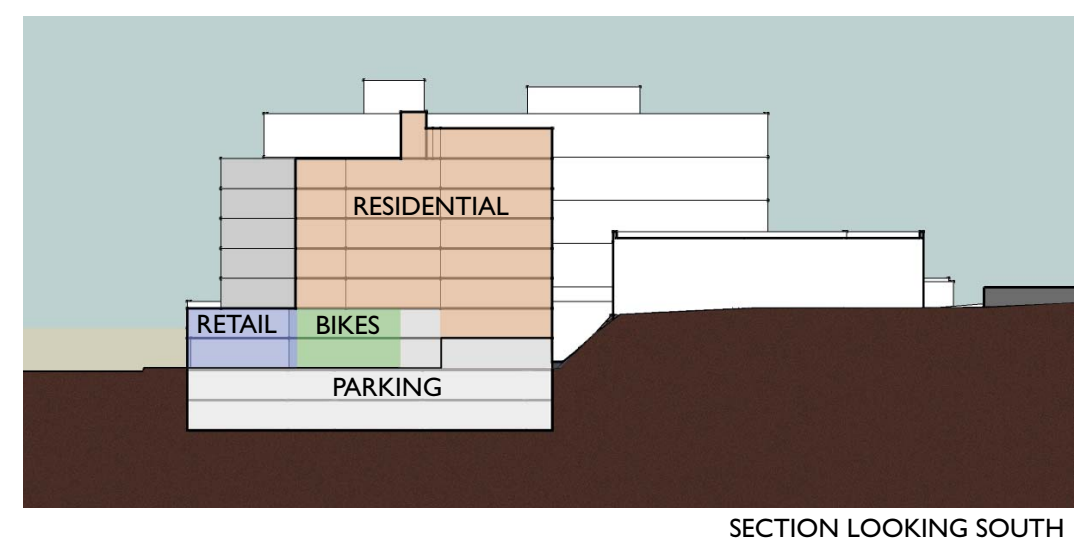 RESIDENTIAL
RETAIL
BIKES
PARKING
SECTION LOOKING SOUTH